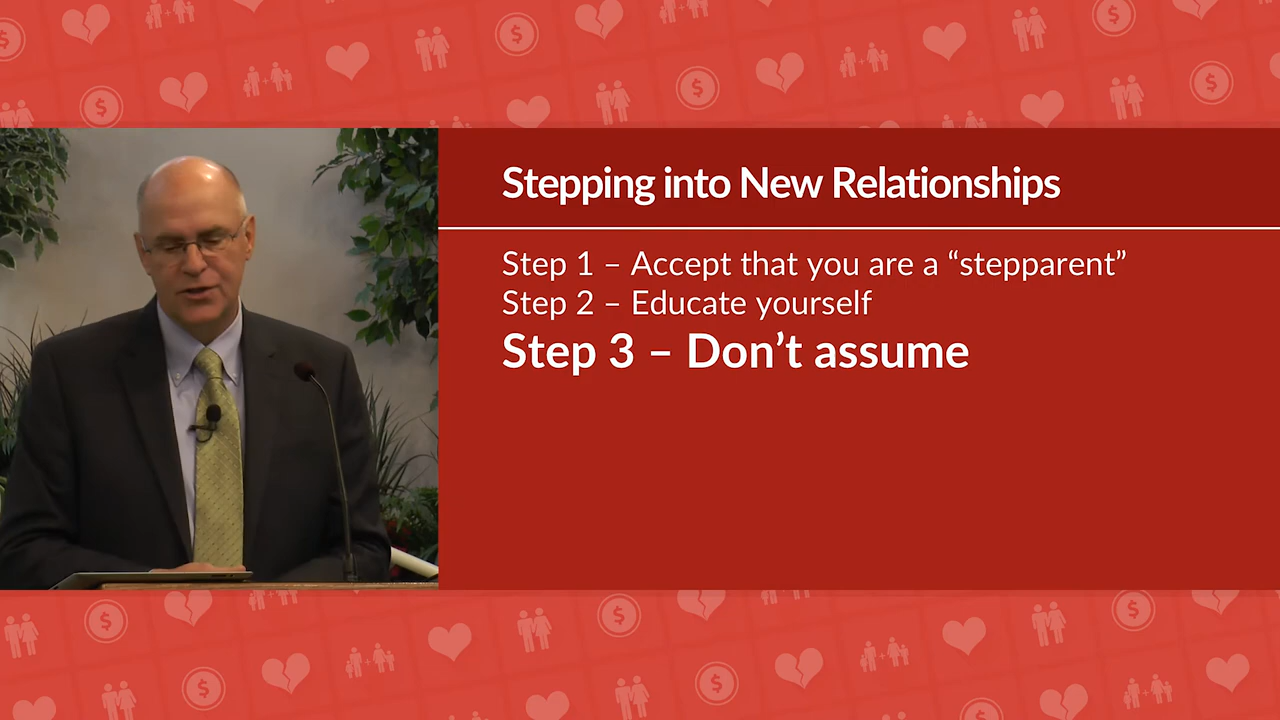 Stepping into New Relationships
Step 1 – Accept that you are a “stepparent”
Step 2 – Educate yourself
Step 3 – Don’t assume